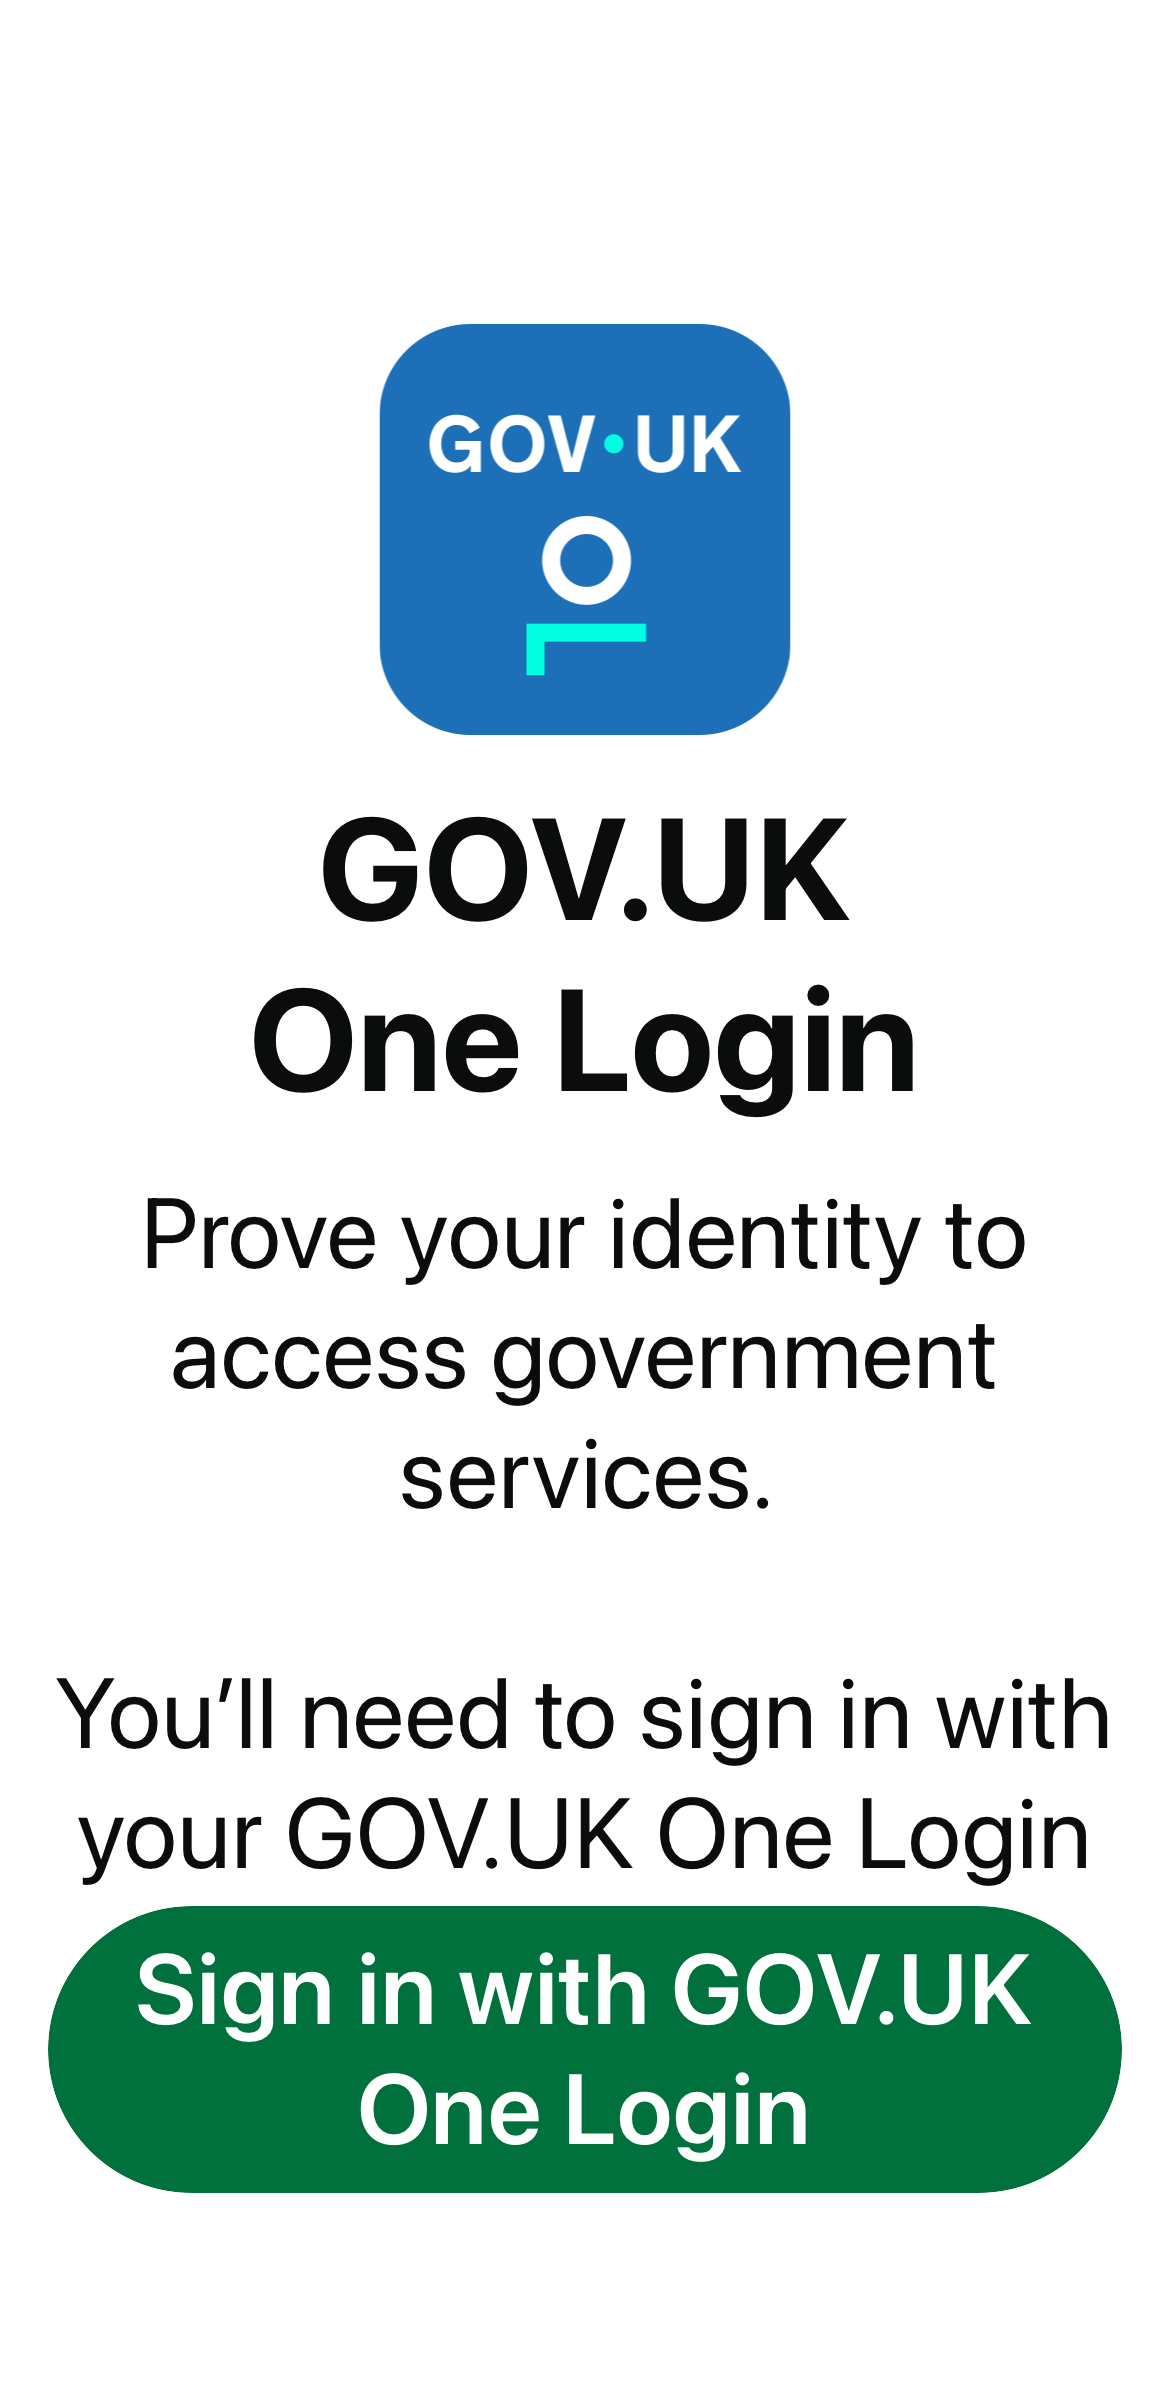 GOV•UK
GOV.UK
One Login
Prove your identity to
access government
services.
You’ll need to sign in with
your GOV.UK One Login
Sign in with GOV.UK
One Login